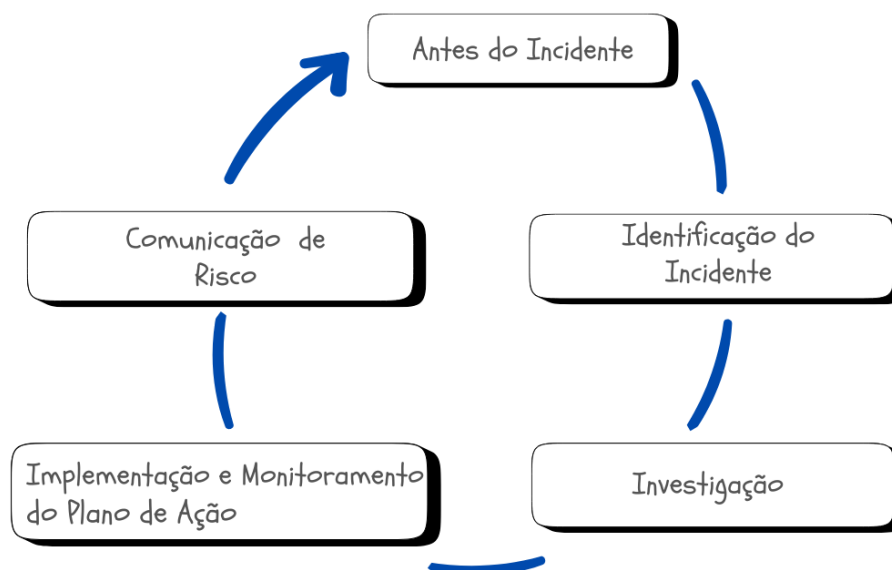 Antes do Incidente
Identificação do
Incidente
Investigação
Implementação e Monitoramento
do Plano de Ação
Comunicação de
Risco